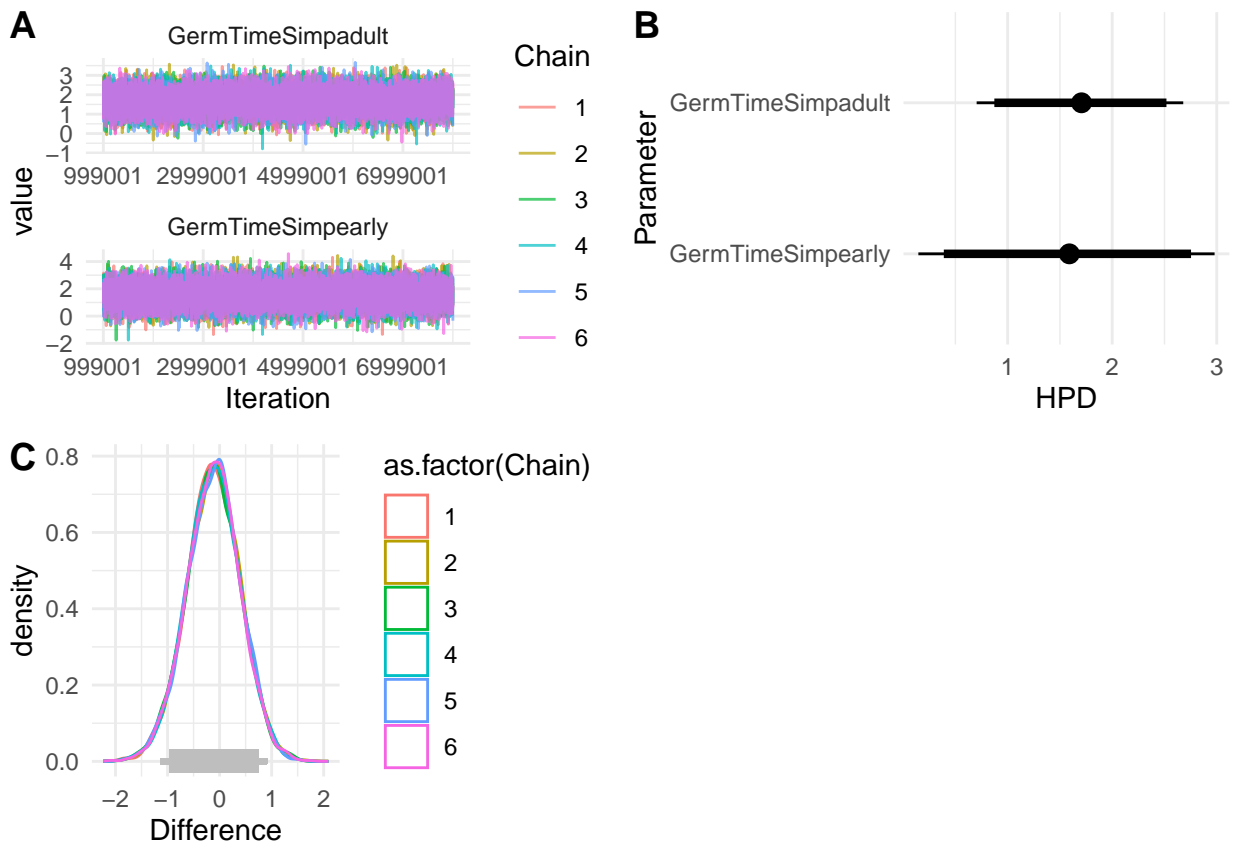 A
GermTimeSimpadult
3
2
1
0
−1
999001 2999001 4999001 6999001
value
GermTimeSimpearly
4
2
0
−2
999001 2999001 4999001 6999001
Iteration
Chain
1
2
3
4
5
6
B
Parameter
GermTimeSimpadult
GermTimeSimpearly
1 2 3
HPD
C
density
0.8
0.6
0.4
0.2
0.0
−2 −1 0 1 2
Difference
as.factor(Chain)
1
2
3
4
5
6